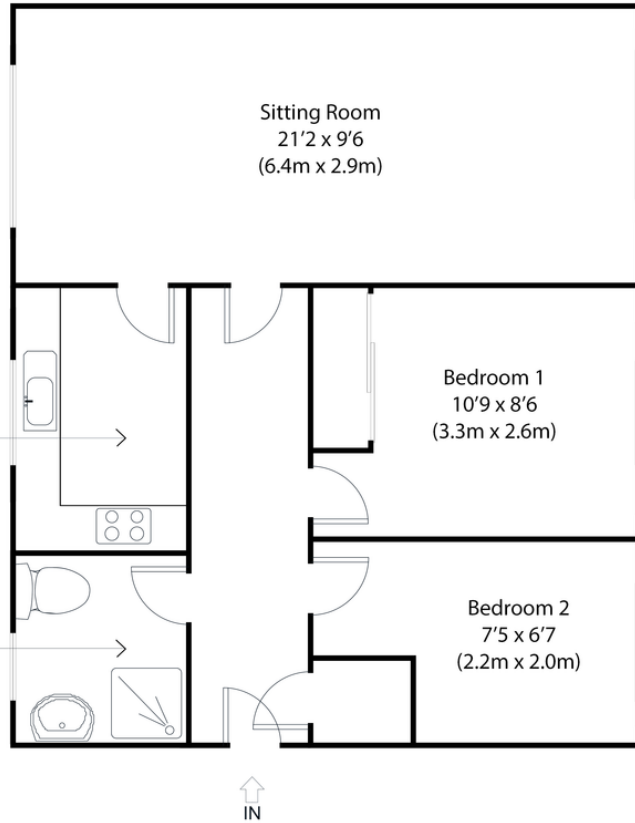 Sitting Room
21’2 x 9’6
(6.4m x 2.9m)
Bedroom 1
10’9 x 8’6
(3.3m x 2.6m)
Bedroom 2
7’5 x 6’7
(2.2m x 2.0m)
IN